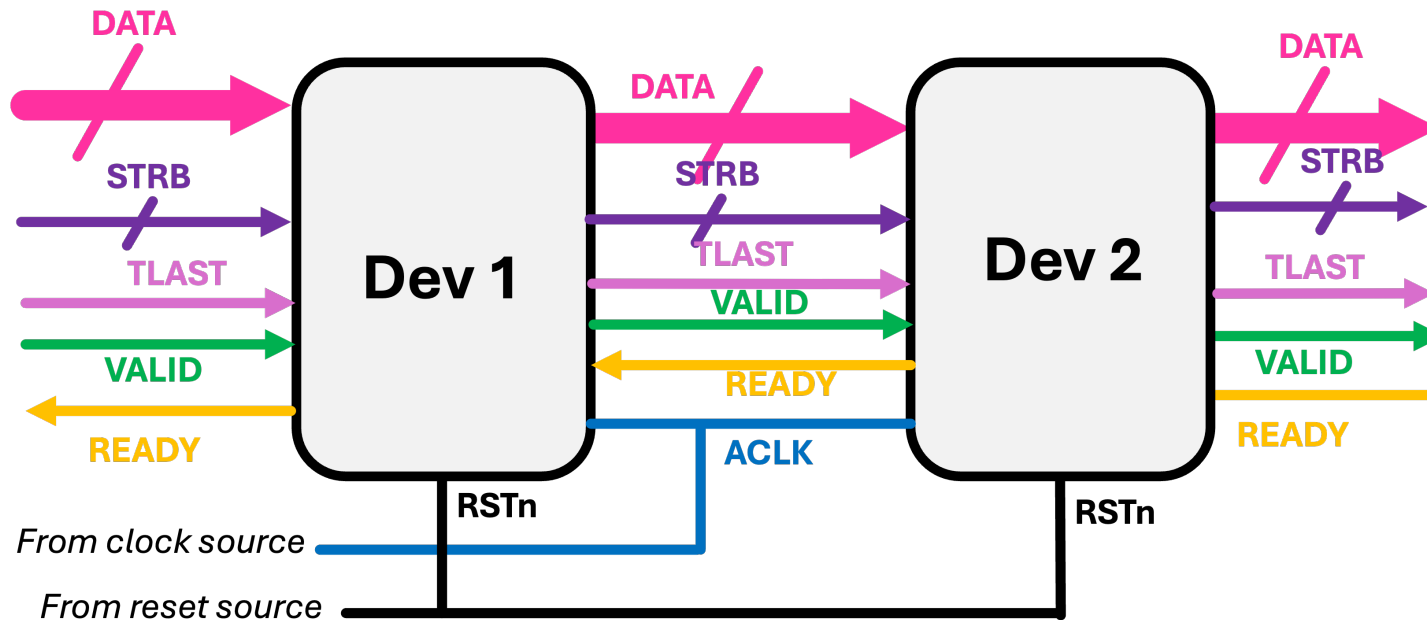 DATA
STRB
TLAST
VALID
READY
Dev 1
DATA
STRB
TLAST
VALID
READY
ACLK
Dev 2
DATA
STRB
TLAST
VALID
READY
RSTn
RSTn
From clock source
From reset source